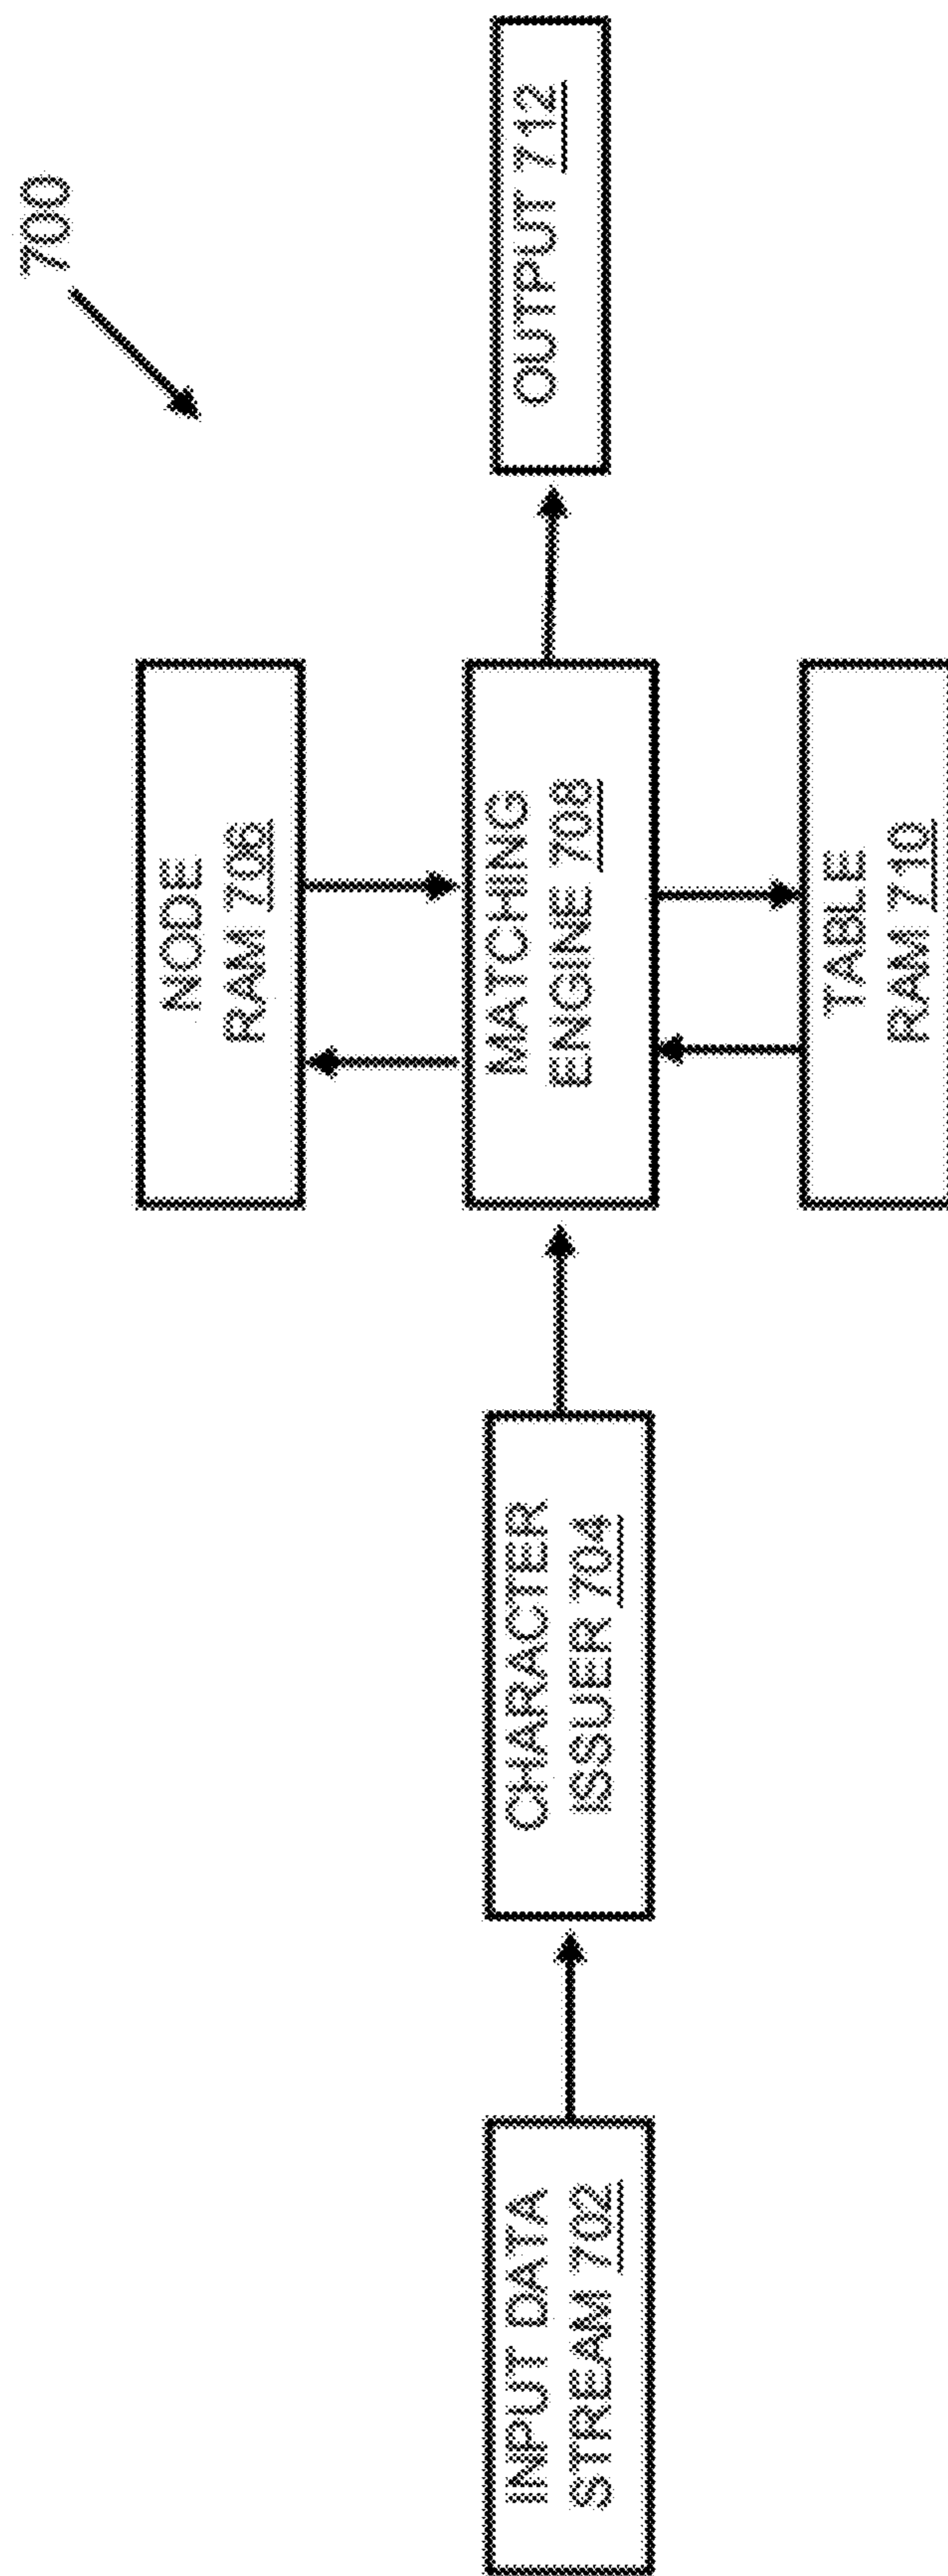 700
INPUT DATA
STREAM 702
CHARACTER
ISSUER 704
NODE
RAM 706
MATCHING
ENGINE 708
TABLE
RAM 710
OUTPUT 712